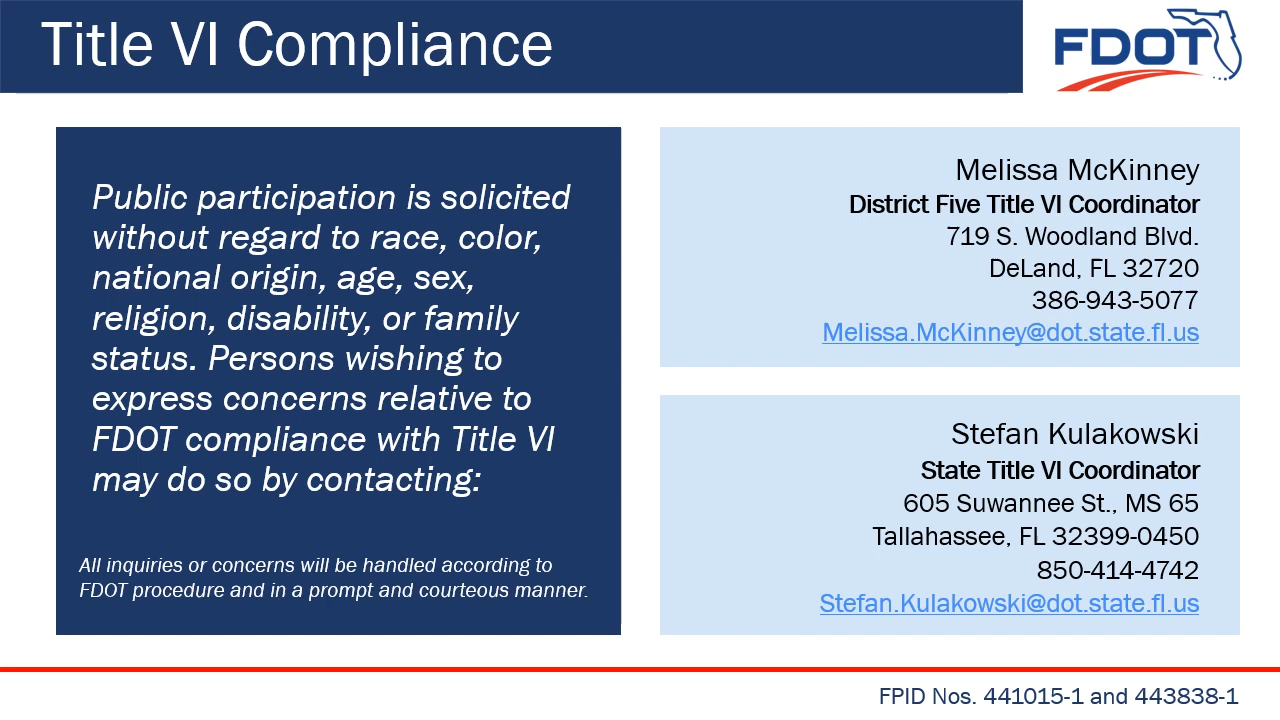 Title VI Compliance
FDOT
Public participation is solicited
without regard to race, color,
national origin, age, sex,
religion, disability, or family
status. Persons wishing to
express concerns relative to
FDOT compliance with Title VI
may do so by contacting:
All inquiries or concerns will be handled according to
FDOT procedure and in a prompt and courteous manner.
Melissa McKinney
District Five Title VI Coordinator
719 S. Woodland Blvd.
DeLand, FL 32720
386-943-5077
Melissa.McKinney@dot.state.fl.us
Stefan Kulakowski
State Title VI Coordinator
605 Suwannee St., MS 65
Tallahassee, FL 32399-0450
850-414-4742
Stefan.Kulakowski@dot.state.fl.us
FPID Nos. 441015-1 and 443838-1